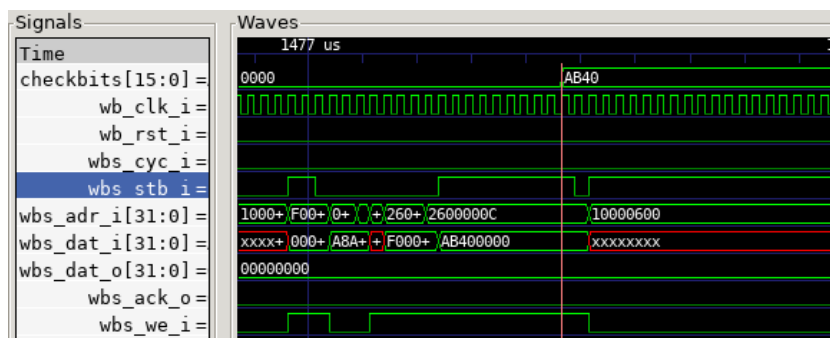 Signals
Waves
Time
1477 us
checkbits[15:0]=
0000
AB40
wb_clk_i=
wb_rst_i=
wbs_cyc_i=
wbs_stb_i=
wbs_adr_i[31:0]=
1000+ F00+ 0+ + 260+ 2600000C 10000600
wbs_dat_i[31:0]=
xxxx+ 000+ A8A+ + F000+ AB400000 xxxxxxxx
wbs_dat_o[31:0]=
00000000
wbs_ack_o=
wbs_we_i=